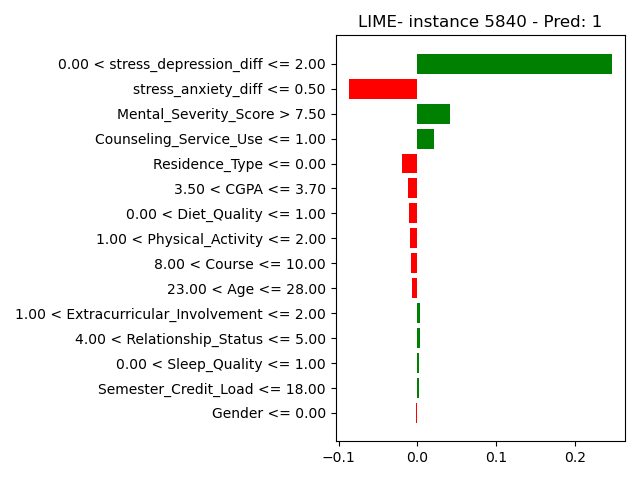 LIME- instance 5840 - Pred: 1
0.00 < stress_depression_diff <= 2.00
stress_anxiety_diff <= 0.50
Mental_Severity_Score > 7.50
Counseling_Service_Use <= 1.00
Residence_Type <= 0.00
3.50 < CGPA <= 3.70
0.00 < Diet_Quality <= 1.00
1.00 < Physical_Activity <= 2.00
8.00 < Course <= 10.00
23.00 < Age <= 28.00
1.00 < Extracurricular_Involvement <= 2.00
4.00 < Relationship_Status <= 5.00
0.00 < Sleep_Quality <= 1.00
Semester_Credit_Load <= 18.00
Gender <= 0.00
−0.1 0.0 0.1 0.2